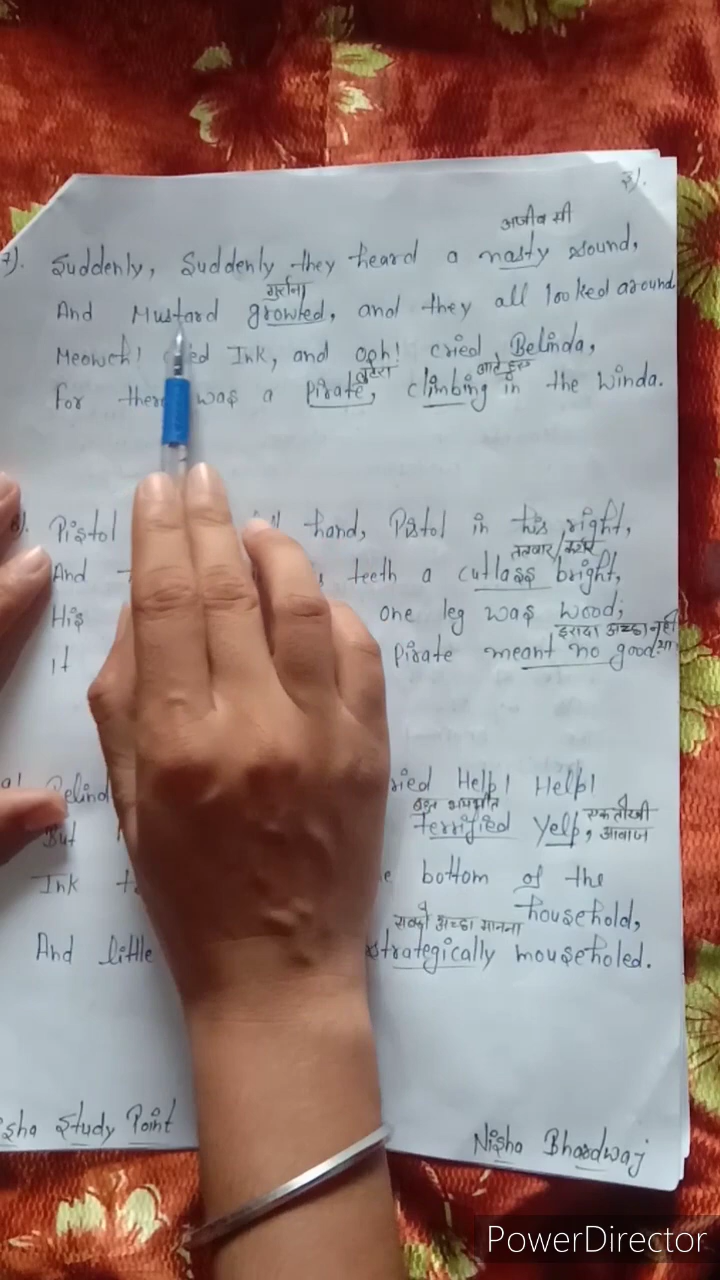 3).
अजीब सी
7). Suddenly, Suddenly they heard a nasty sound,
गुर्राना
And Mustard growled, and they all looked around
Meowch! ed Ink, and ooh! cried Belinda,
लुटेरा आते हुए
For there was a Pirate, climbing in the Winda.
8). Pistol hand, Pistol in his right,
तलवार/कटार
And teeth a cutlass bright,
His one leg was wood;
इरादा अच्छा नहीं था
It Pirate meant no good
9). Belind ried Help! Help!
बहुत भयभीत एक तीखी
But terrified Yelp, आवाज
Ink bottom of the
household,
सबको अच्छा मानना
And little strategically mouseholed.
isha Study Point
Nisha Bhardwaj
PowerDirector